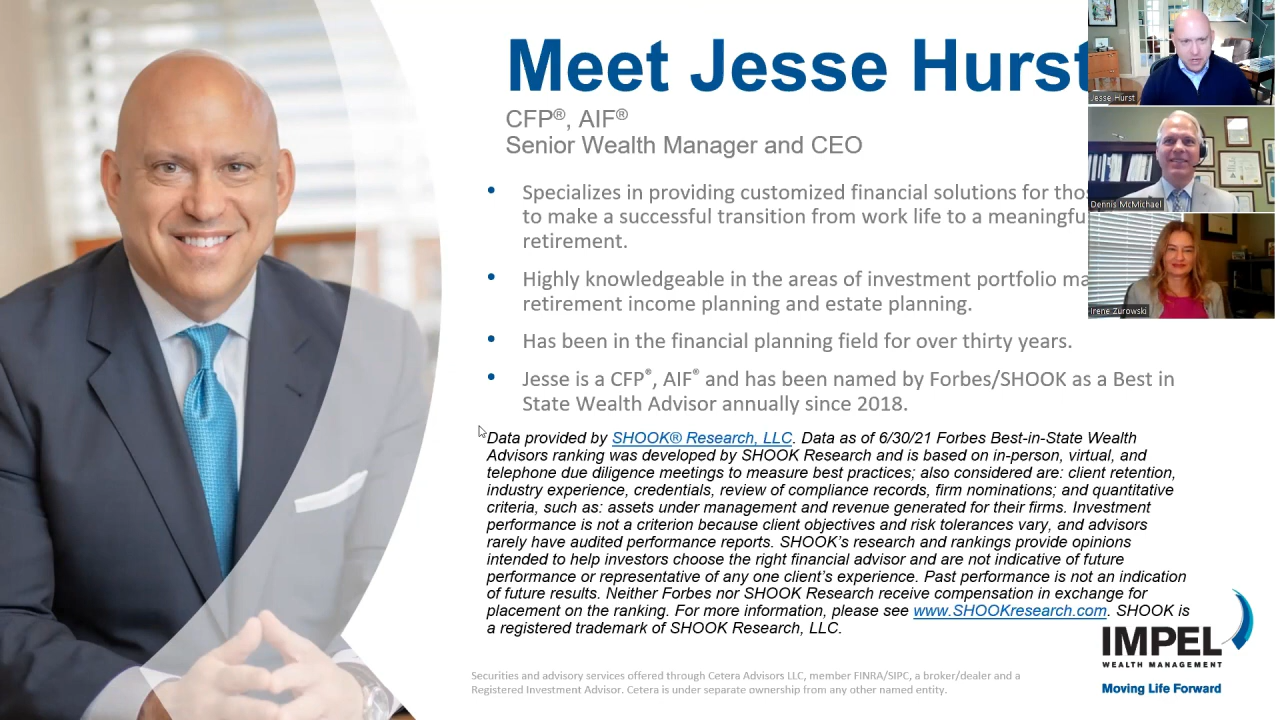 Meet Jesse Hurst
CFP®, AIF®
Senior Wealth Manager and CEO
• Specializes in providing customized financial solutions for
to make a successful transition from work life to a
retirement.
• Highly knowledgeable in the areas of investment portfolio
retirement income planning and estate planning.
• Has been in the financial planning field for over thirty years.
• Jesse is a CFP®, AIF® and has been named by Forbes/SHOOK as a Best in
State Wealth Advisor annually since 2018.
Data provided by SHOOK® Research, LLC. Data as of 6/30/21 Forbes Best-in-State Wealth
Advisors ranking was developed by SHOOK Research and is based on in-person, virtual, and
telephone due diligence meetings to measure best practices; also considered are: client retention,
industry experience, credentials, review of compliance records, firm nominations; and quantitative
criteria, such as: assets under management and revenue generated for their firms. Investment
performance is not a criterion because client objectives and risk tolerances vary, and advisors
rarely have audited performance reports. SHOOK’s research and rankings provide opinions
intended to help investors choose the right financial advisor and are not indicative of future
performance or representative of any one client’s experience. Past performance is not an indication
of future results. Neither Forbes nor SHOOK Research receive compensation in exchange for
placement on the ranking. For more information, please see www.SHOOKresearch.com. SHOOK is
a registered trademark of SHOOK Research, LLC.
Securities and advisory services offered through Cetera Advisors LLC, member FINRA/SIPC, a broker/dealer and a
Registered Investment Advisor. Cetera is under separate ownership from any other named entity.
IMPEL
WEALTH MANAGEMENT
Moving Life Forward
Jesse Hurst
Dennis McMichael
Irene Zurowski